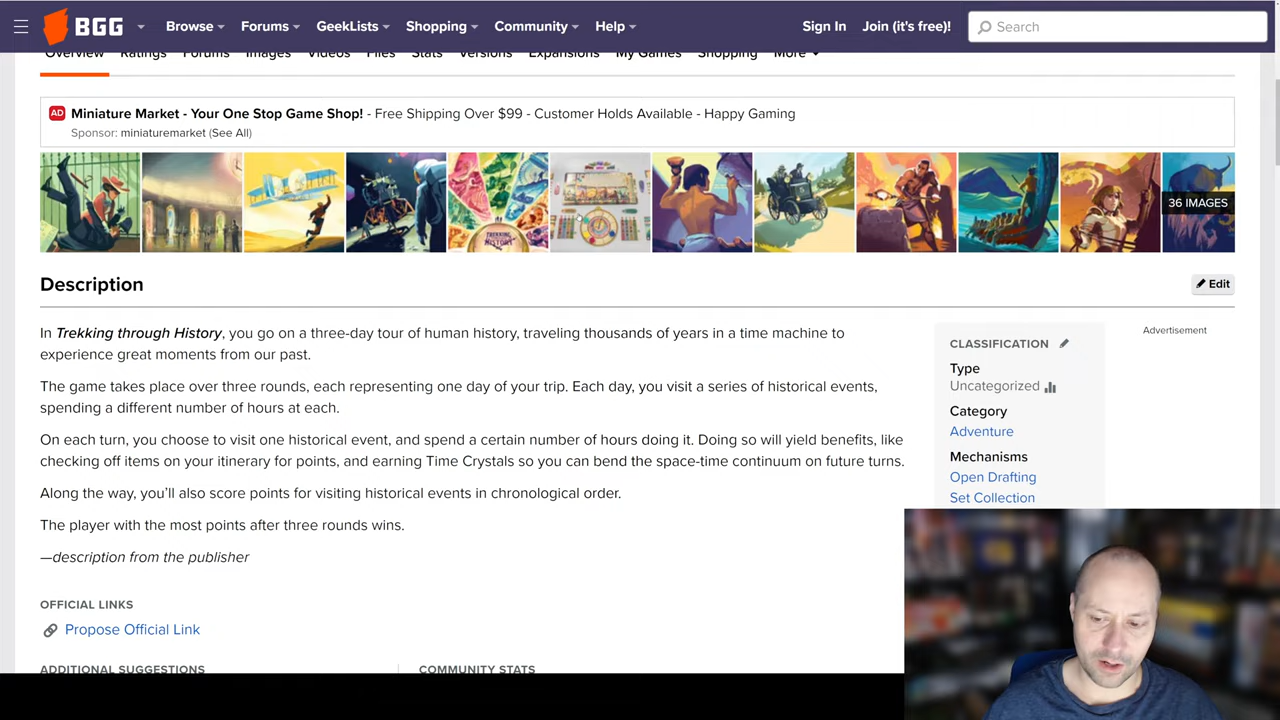 BGG Browse Forums GeekLists Shopping Community Help Sign In Join (it's free)! Search
Overview Ratings Forums Images Videos Files Stats Versions Expansions My Games Shopping More
AD Miniature Market - Your One Stop Game Shop! - Free Shipping Over $99 - Customer Holds Available - Happy Gaming
Sponsor: miniaturemarket (See All)
36 IMAGES
TREKKING HISTORY
Description
Edit
In Trekking through History, you go on a three-day tour of human history, traveling thousands of years in a time machine to
experience great moments from our past.
The game takes place over three rounds, each representing one day of your trip. Each day, you visit a series of historical events,
spending a different number of hours at each.
On each turn, you choose to visit one historical event, and spend a certain number of hours doing it. Doing so will yield benefits, like
checking off items on your itinerary for points, and earning Time Crystals so you can bend the space-time continuum on future turns.
Along the way, you'll also score points for visiting historical events in chronological order.
The player with the most points after three rounds wins.
—description from the publisher
CLASSIFICATION
Type
Uncategorized
Category
Adventure
Mechanisms
Open Drafting
Set Collection
Advertisement
OFFICIAL LINKS
Propose Official Link
ADDITIONAL SUGGESTIONS
COMMUNITY STATS